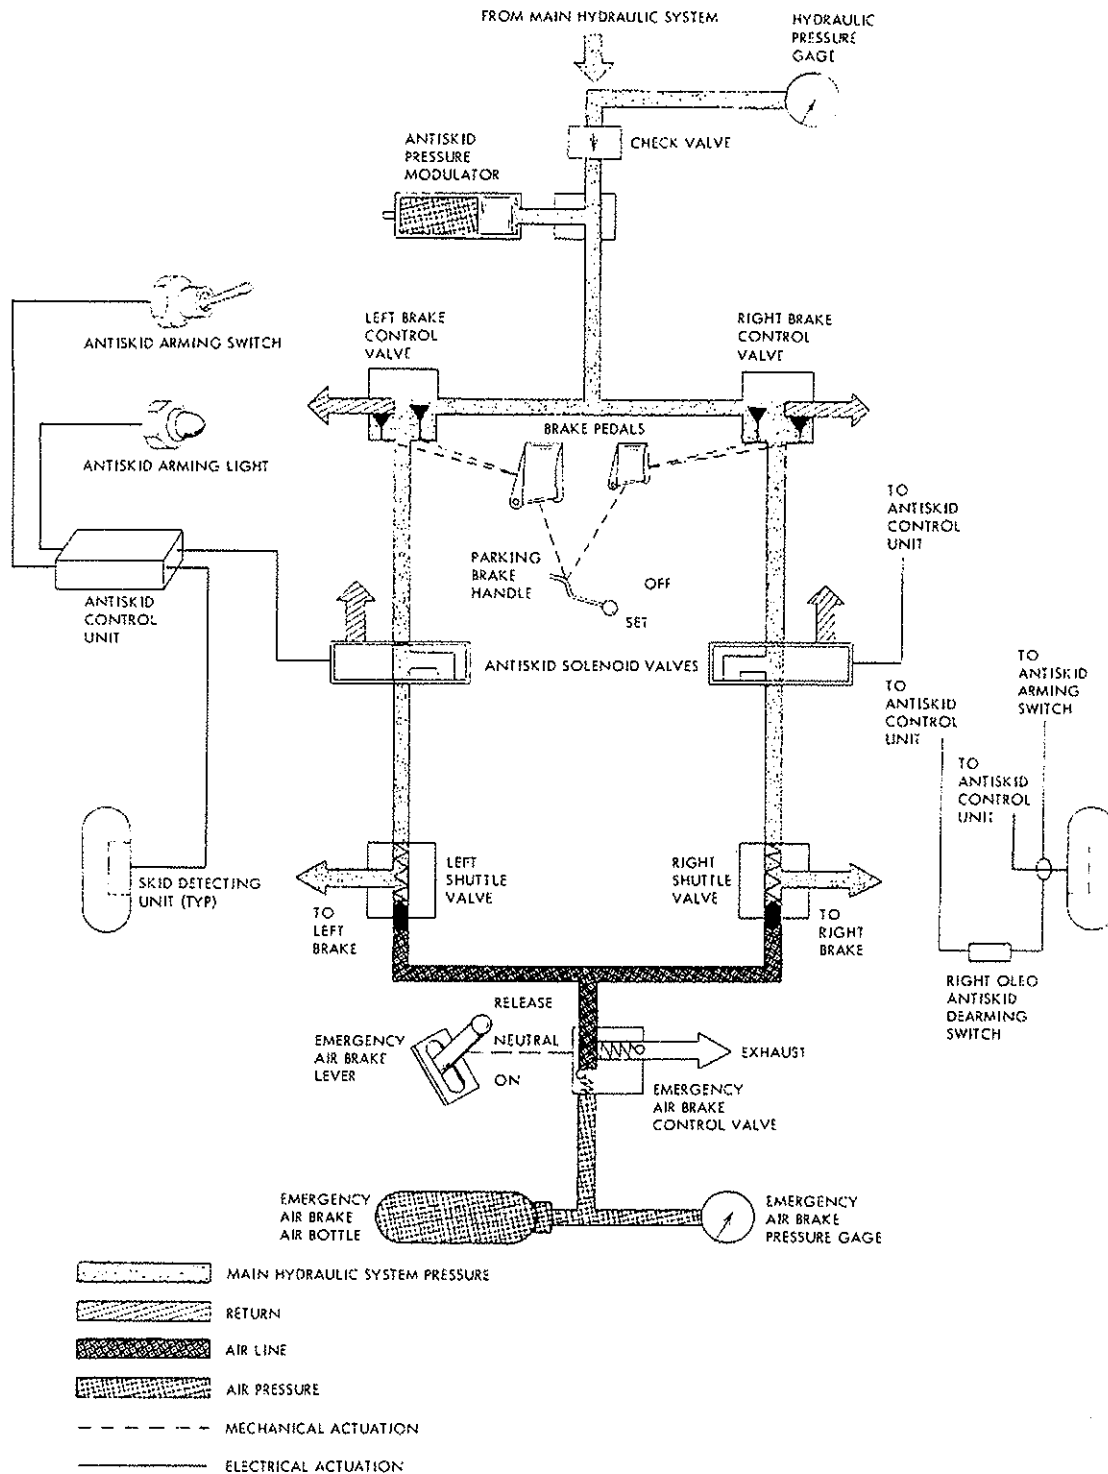 FROM MAIN HYDRAULIC SYSTEM
HYDRAULIC
PRESSURE
GAGE
CHECK VALVE
ANTISKID
PRESSURE
MODULATOR
ANTISKID ARMING SWITCH
LEFT BRAKE
CONTROL
VALVE
RIGHT BRAKE
CONTROL
VALVE
BRAKE PEDALS
ANTISKID ARMING LIGHT
TO
ANTISKID
CONTROL
UNIT
PARKING
BRAKE
HANDLE
OFF
SET
ANTISKID
CONTROL
UNIT
ANTISKID SOLENOID VALVES
TO
ANTISKID
ARMING
SWITCH
TO
ANTISKID
CONTROL
UNIT
TO
ANTISKID
CONTROL
UNIT
SKID DETECTING
UNIT (TYP)
LEFT
SHUTTLE
VALVE
RIGHT
SHUTTLE
VALVE
TO
LEFT
BRAKE
TO
RIGHT
BRAKE
RIGHT OLEO
ANTISKID
DEARMING
SWITCH
RELEASE
NEUTRAL
ON
EMERGENCY
AIR BRAKE
LEVER
EXHAUST
EMERGENCY
AIR BRAKE
CONTROL VALVE
EMERGENCY
AIR BRAKE
AIR BOTTLE
EMERGENCY
AIR BRAKE
PRESSURE GAGE
MAIN HYDRAULIC SYSTEM PRESSURE
RETURN
AIR LINE
AIR PRESSURE
MECHANICAL ACTUATION
ELECTRICAL ACTUATION